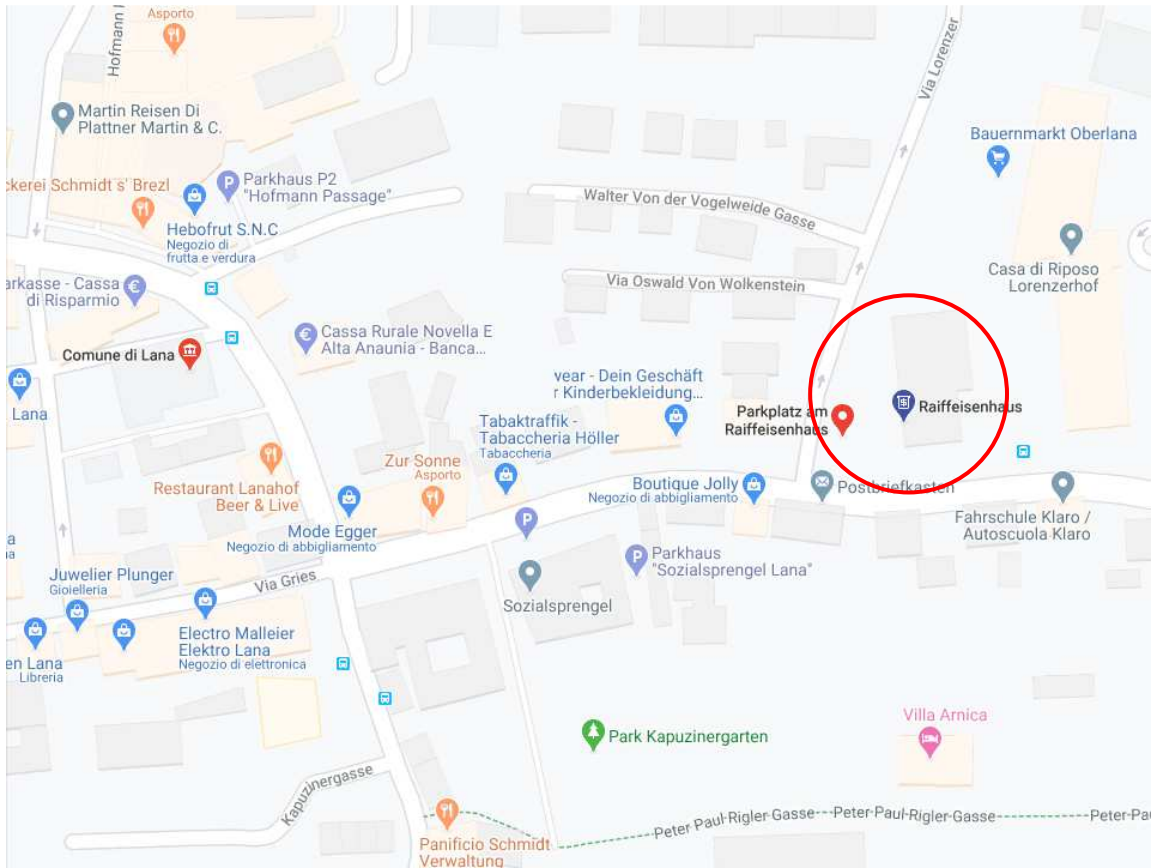 Asporto
Hofmann
Martin Reisen Di
Plattner Martin & C.
Via Lorenzer
Bauernmarkt Oberlana
ckerei Schmidt s' Brezl
Parkhaus P2
"Hofmann Passage"
Hebofrut S.N.C
Negozio di
frutta e verdura
Walter Von der Vogelweide Gasse
Casa di Riposo
Lorenzerhof
Via Oswald Von Wolkenstein
arkasse - Cassa
di Risparmio
Cassa Rurale Novella E
Alta Anaunia - Banca...
Comune di Lana
Lana
vear - Dein Geschäft
r Kinderbekleidung...
Parkplatz am
Raiffeisenhaus
Raiffeisenhaus
Tabaktraffik -
Tabaccheria Höller
Tabaccheria
Zur Sonne
Asporto
Restaurant Lanahof
Beer & Live
Boutique Jolly
Negozio di abbigliamento
Postbriefkasten
Mode Egger
Negozio di abbigliamento
P
Fahrschule Klaro /
Autoscuola Klaro
Parkhaus
"Sozialsprengel Lana"
Juwelier Plunger
Gioielleria
Via Gries
Sozialsprengel
Electro Malleier
Elektro Lana
Negozio di elettronica
en Lana
Libreria
Villa Arnica
Park Kapuzinergarten
Kapuzinergasse
Peter Paul-Rigler Gasse
Peter Paul-Rigler Gasse
Peter Pa
Panificio Schmidt
Verwaltung